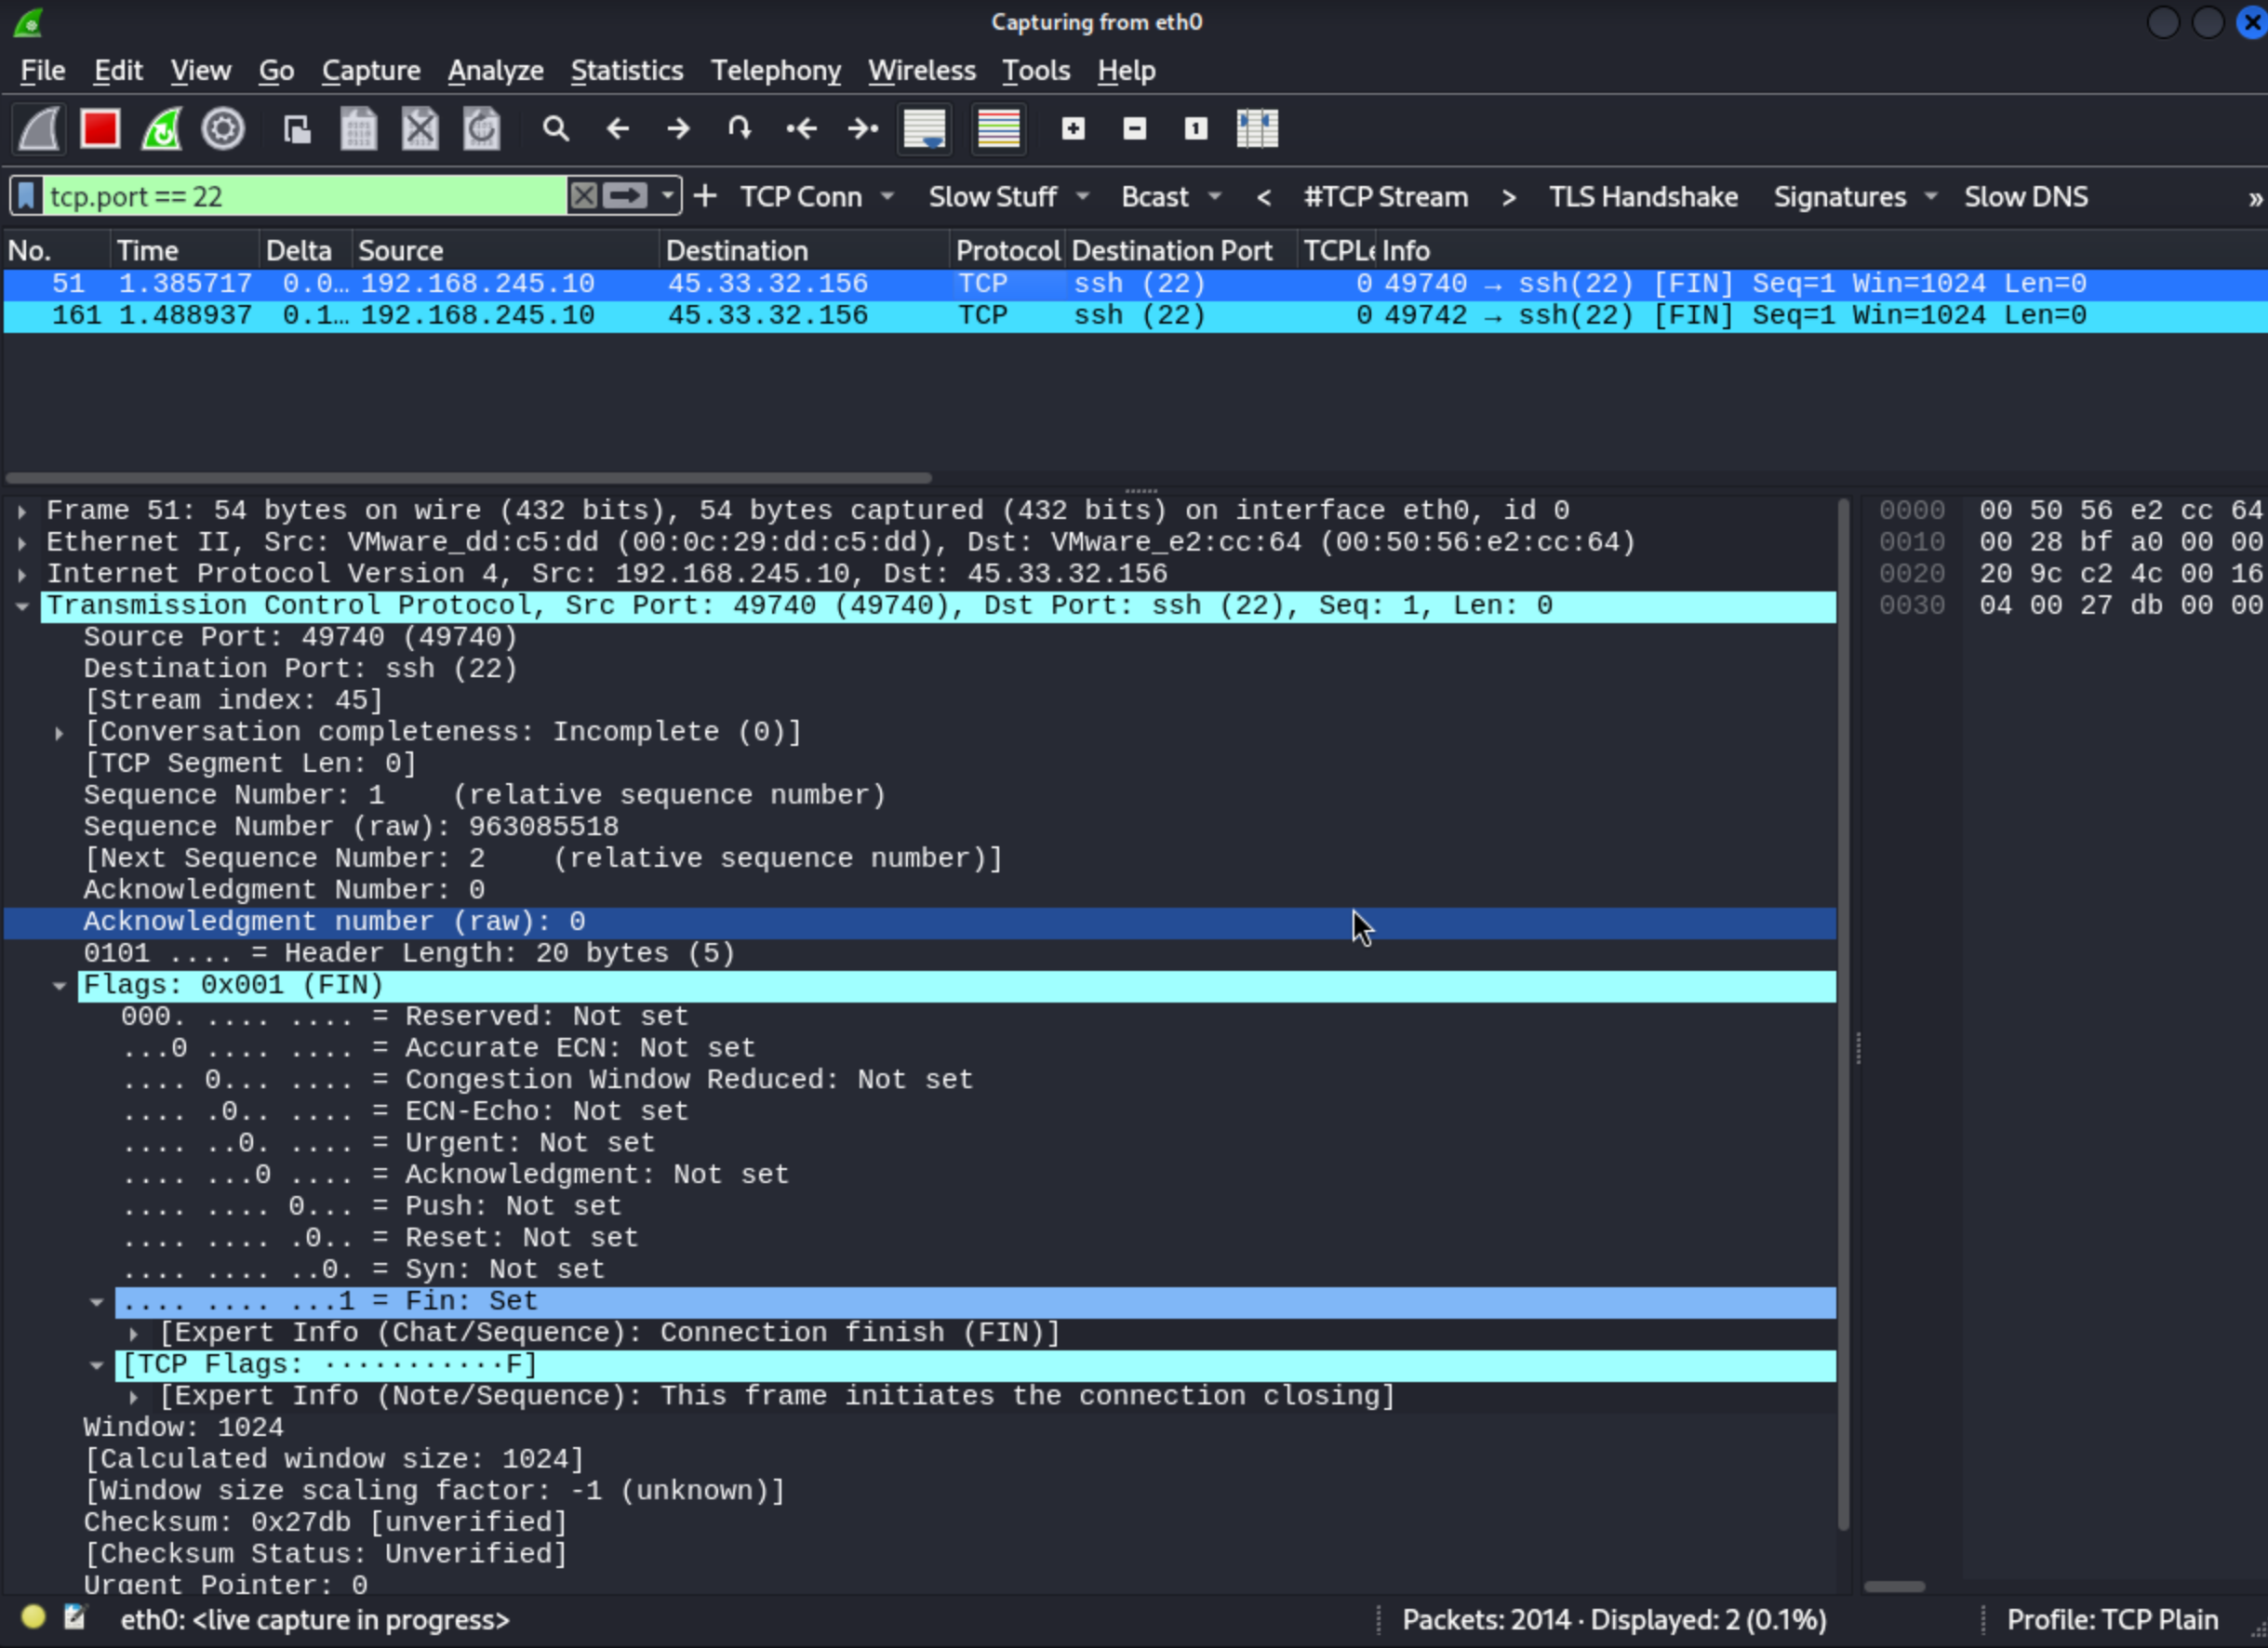 Capturing from eth0
File Edit View Go Capture Analyze Statistics Telephony Wireless Tools Help
tcp.port == 22 + TCP Conn Slow Stuff Bcast < #TCP Stream > TLS Handshake Signatures Slow DNS »
No. Time Delta Source Destination Protocol Destination Port TCPLe Info
51 1.385717 0.0… 192.168.245.10 45.33.32.156 TCP ssh (22) 0 49740 → ssh(22) [FIN] Seq=1 Win=1024 Len=0
161 1.488937 0.1… 192.168.245.10 45.33.32.156 TCP ssh (22) 0 49742 → ssh(22) [FIN] Seq=1 Win=1024 Len=0
Frame 51: 54 bytes on wire (432 bits), 54 bytes captured (432 bits) on interface eth0, id 0
Ethernet II, Src: VMware_dd:c5:dd (00:0c:29:dd:c5:dd), Dst: VMware_e2:cc:64 (00:50:56:e2:cc:64)
Internet Protocol Version 4, Src: 192.168.245.10, Dst: 45.33.32.156
Transmission Control Protocol, Src Port: 49740 (49740), Dst Port: ssh (22), Seq: 1, Len: 0
Source Port: 49740 (49740)
Destination Port: ssh (22)
[Stream index: 45]
[Conversation completeness: Incomplete (0)]
[TCP Segment Len: 0]
Sequence Number: 1 (relative sequence number)
Sequence Number (raw): 963085518
[Next Sequence Number: 2 (relative sequence number)]
Acknowledgment Number: 0
Acknowledgment number (raw): 0
0101 .... = Header Length: 20 bytes (5)
Flags: 0x001 (FIN)
000. .... .... = Reserved: Not set
...0 .... .... = Accurate ECN: Not set
.... 0... .... = Congestion Window Reduced: Not set
.... .0.. .... = ECN-Echo: Not set
.... ..0. .... = Urgent: Not set
.... ...0 .... = Acknowledgment: Not set
.... .... 0... = Push: Not set
.... .... .0.. = Reset: Not set
.... .... ..0. = Syn: Not set
.... .... ...1 = Fin: Set
[Expert Info (Chat/Sequence): Connection finish (FIN)]
[TCP Flags: ···········F]
[Expert Info (Note/Sequence): This frame initiates the connection closing]
Window: 1024
[Calculated window size: 1024]
[Window size scaling factor: -1 (unknown)]
Checksum: 0x27db [unverified]
[Checksum Status: Unverified]
Urgent Pointer: 0
0000 00 50 56 e2 cc 64
0010 00 28 bf a0 00 00
0020 20 9c c2 4c 00 16
0030 04 00 27 db 00 00
eth0: <live capture in progress> Packets: 2014 · Displayed: 2 (0.1%) Profile: TCP Plain